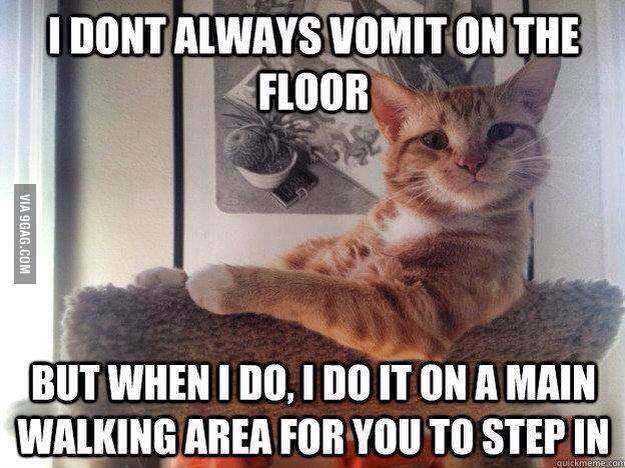 I DONT ALWAYS VOMIT ON THE
FLOOR
VIA 9GAG.COM
BUT WHEN I DO, I DO IT ON A MAIN
WALKING AREA FOR YOU TO STEP IN
quickmeme.com